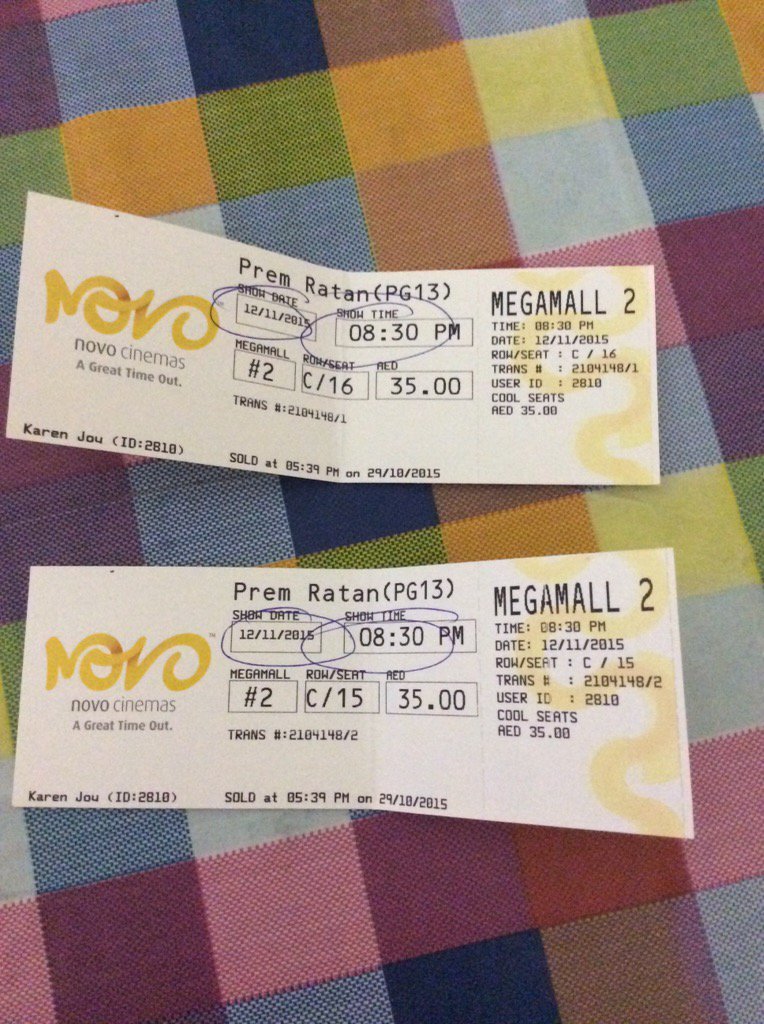 NOVO
novo cinemas
A Great Time Out.
Karen Jou (ID:2810)
Prem Ratan(PG13)
SHOW DATE SHOW TIME
12/11/2015 08:30 PM
MEGAMALL ROW/SEAT AED
#2 C/16 35.00
TRANS #:2104148/1
SOLD at 05:39 PM on 29/10/2015
MEGAMALL 2
TIME: 08:30 PM
DATE: 12/11/2015
ROW/SEAT : C / 16
TRANS # : 2104148/1
USER ID : 2810
COOL SEATS
AED 35.00
NOVO™
novo cinemas
A Great Time Out.
Karen Jou (ID:2810)
Prem Ratan(PG13)
SHOW DATE SHOW TIME
12/11/2015 08:30 PM
MEGAMALL ROW/SEAT AED
#2 C/15 35.00
TRANS #:2104148/2
SOLD at 05:39 PM on 29/10/2015
MEGAMALL 2
TIME: 08:30 PM
DATE: 12/11/2015
ROW/SEAT : C / 15
TRANS # : 2104148/2
USER ID : 2810
COOL SEATS
AED 35.00